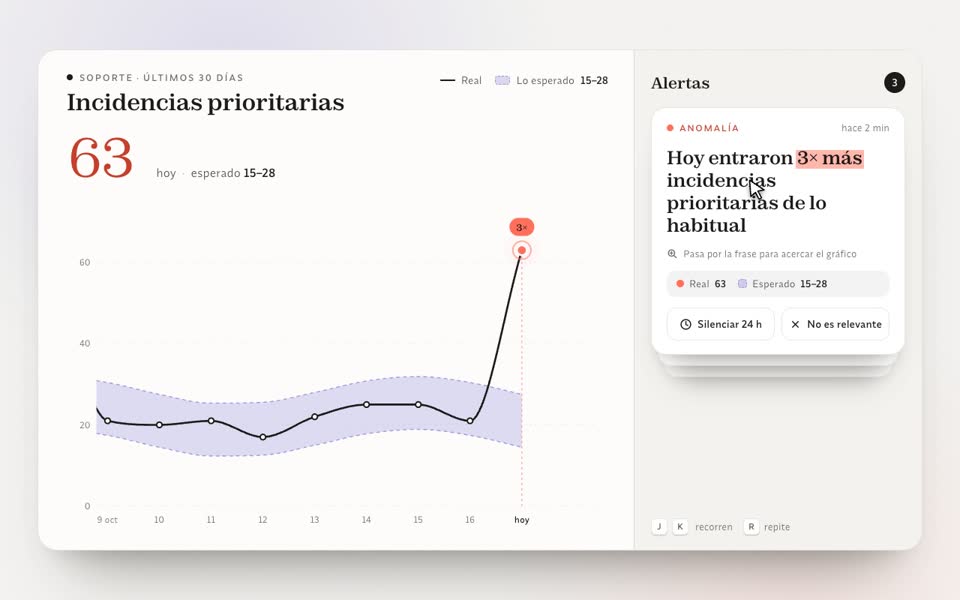 SOPORTE · ÚLTIMOS 30 DÍAS
Incidencias prioritarias
Real Lo esperado 15–28
63
hoy · esperado 15–28
3×
60
40
20
0
9 oct 10 11 12 13 14 15 16 hoy
Alertas 3
ANOMALÍA hace 2 min
Hoy entraron 3× más
incidencias
prioritarias de lo
habitual
Pasa por la frase para acercar el gráfico
Real 63 Esperado 15–28
Silenciar 24 h No es relevante
J K recorren R repite